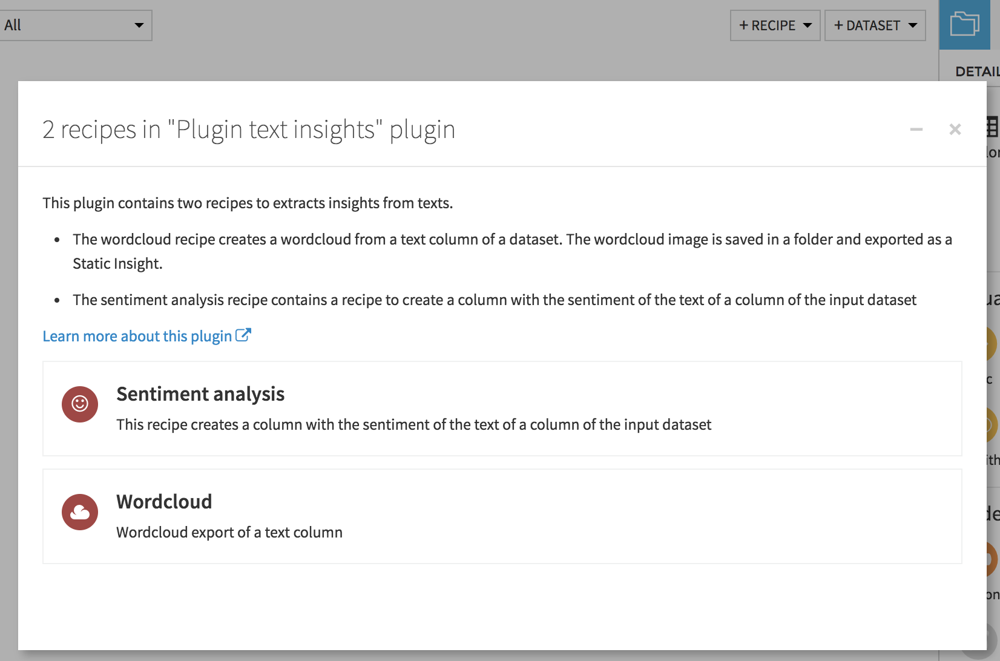 All
+ RECIPE
+ DATASET
2 recipes in "Plugin text insights" plugin
This plugin contains two recipes to extracts insights from texts.
• The wordcloud recipe creates a wordcloud from a text column of a dataset. The wordcloud image is saved in a folder and exported as a
Static Insight.
• The sentiment analysis recipe contains a recipe to create a column with the sentiment of the text of a column of the input dataset
Learn more about this plugin
Sentiment analysis
This recipe creates a column with the sentiment of the text of a column of the input dataset
Wordcloud
Wordcloud export of a text column